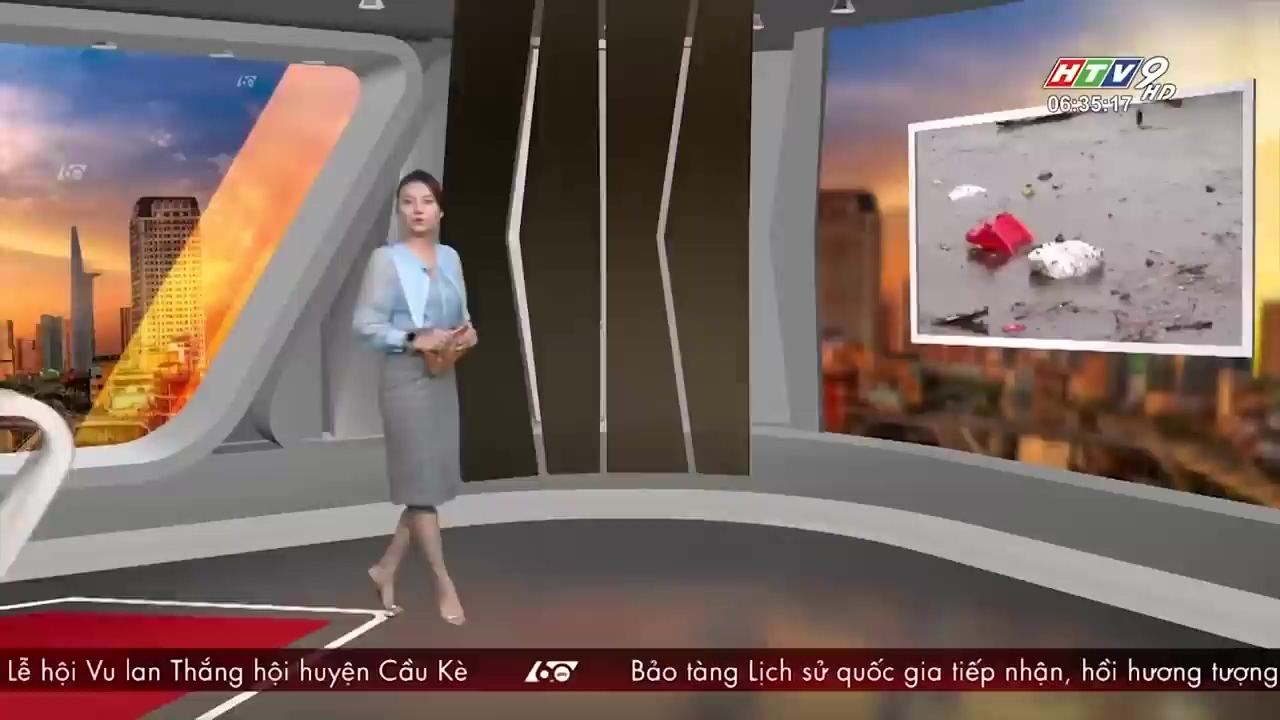 HTV9
HD
06:35:17
Lễ hội Vu lan Thắng hội huyện Cầu Kè
60
Bảo tàng Lịch sử quốc gia tiếp nhận, hồi hương tượng